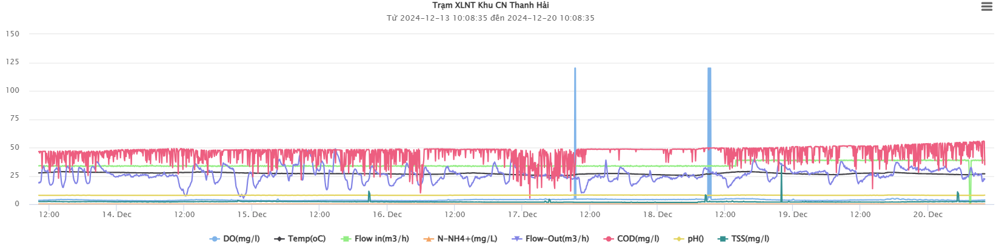 Trạm XLNT Khu CN Thanh Hải
Từ 2024-12-13 10:08:35 đến 2024-12-20 10:08:35
150
125
100
75
50
25
0
12:00 14. Dec 12:00 15. Dec 12:00 16. Dec 12:00 17. Dec 12:00 18. Dec 12:00 19. Dec 12:00 20. Dec
DO(mg/l) Temp(oC) Flow in(m3/h) N-NH4+(mg/L) Flow-Out(m3/h) COD(mg/l) pH() TSS(mg/l)